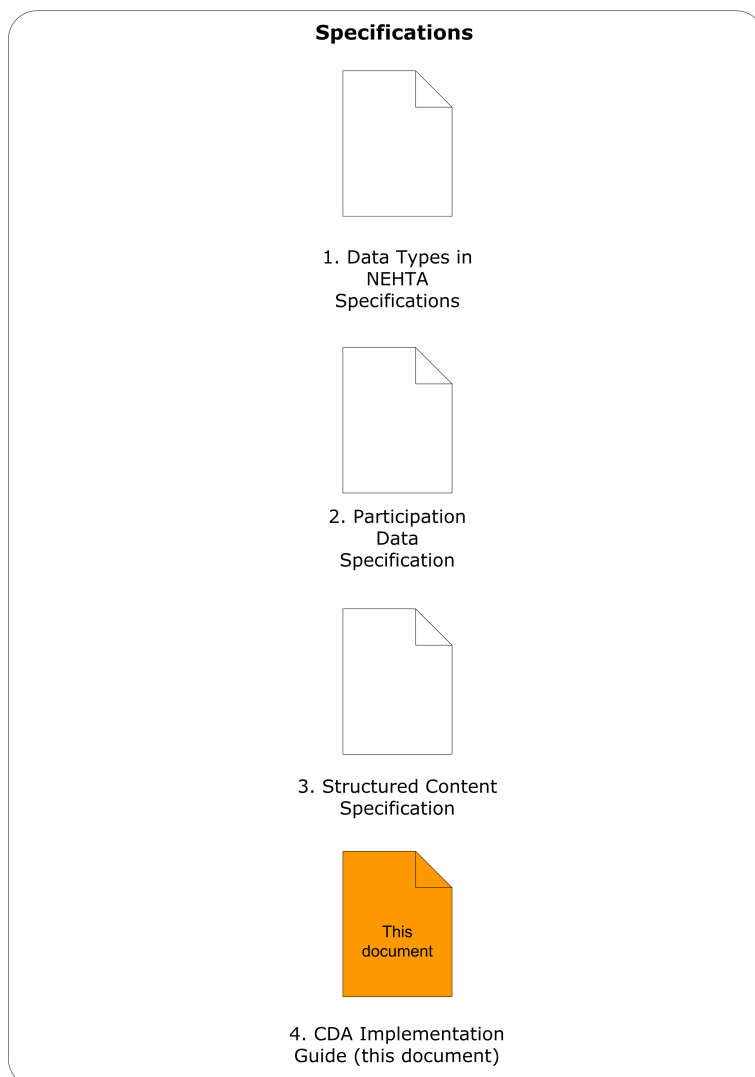 Specifications
1. Data Types in
NEHTA
Specifications
2. Participation
Data
Specification
3. Structured Content
Specification
This
document
4. CDA Implementation
Guide (this document)